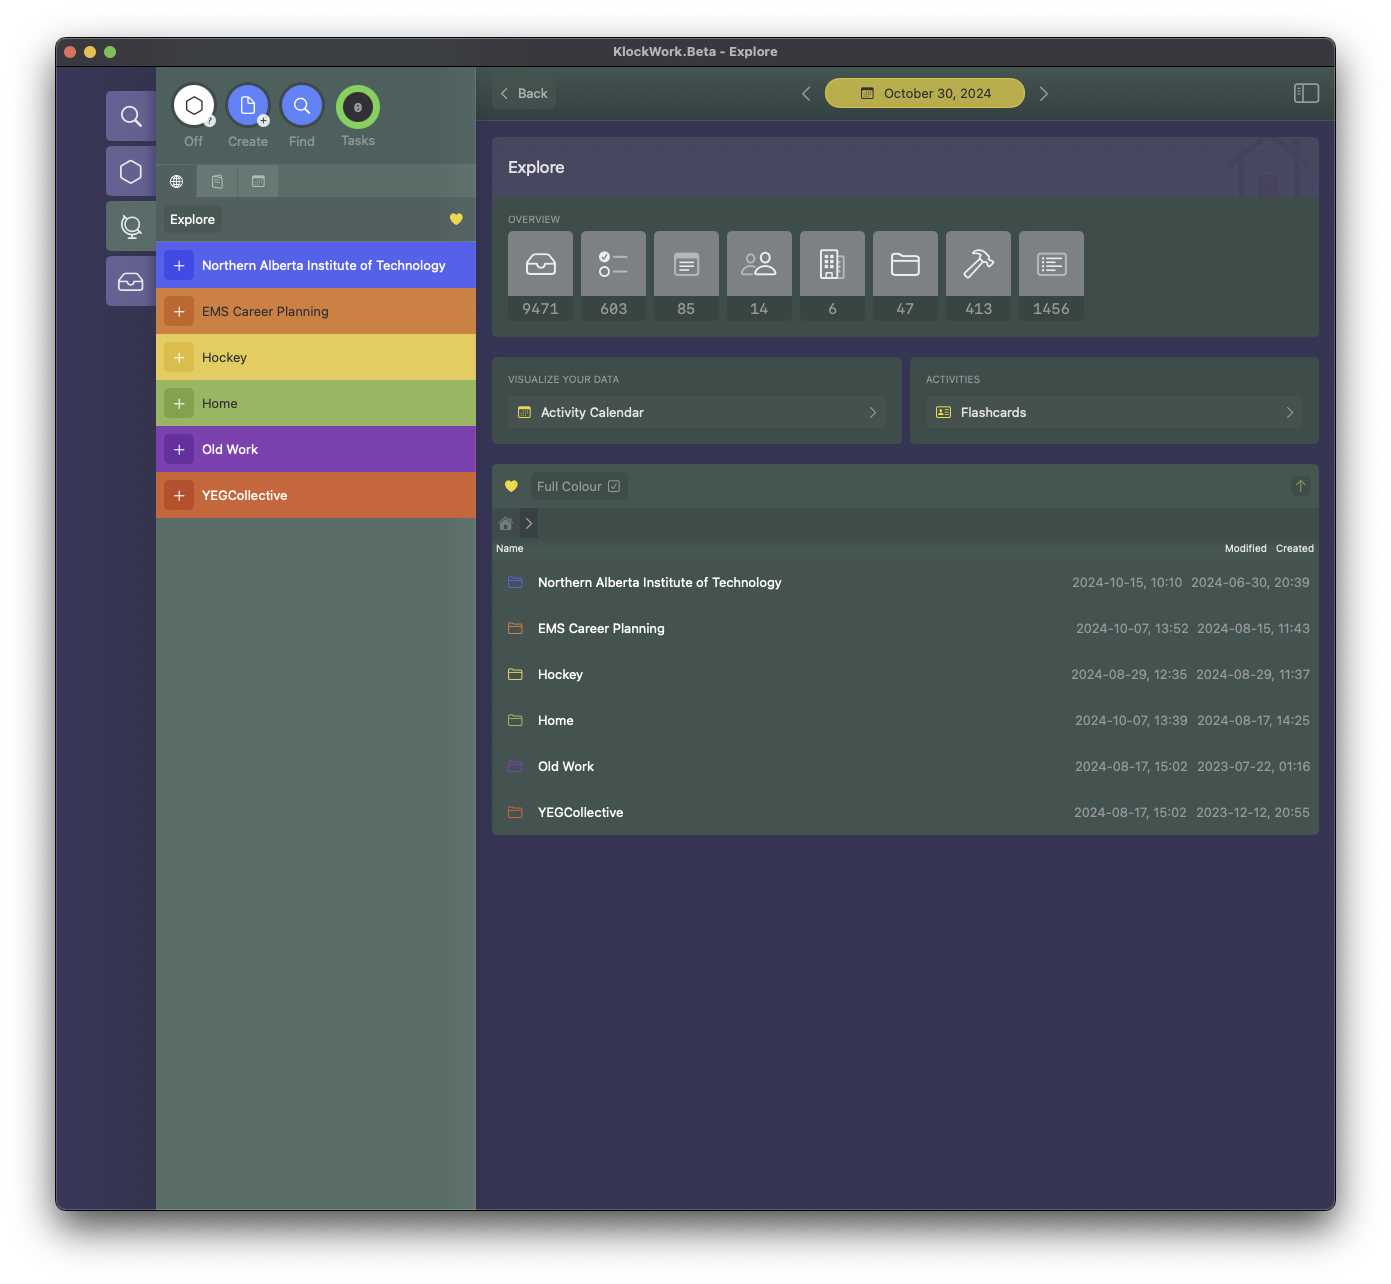 KlockWork.Beta - Explore
Off Create Find Tasks
0
Back
October 30, 2024
Explore
Northern Alberta Institute of Technology
EMS Career Planning
Hockey
Home
Old Work
YEGCollective
Explore
OVERVIEW
9471 603 85 14 6 47 413 1456
VISUALIZE YOUR DATA
Activity Calendar
ACTIVITIES
Flashcards
Full Colour
Name Modified Created
Northern Alberta Institute of Technology 2024-10-15, 10:10 2024-06-30, 20:39
EMS Career Planning 2024-10-07, 13:52 2024-08-15, 11:43
Hockey 2024-08-29, 12:35 2024-08-29, 11:37
Home 2024-10-07, 13:39 2024-08-17, 14:25
Old Work 2024-08-17, 15:02 2023-07-22, 01:16
YEGCollective 2024-08-17, 15:02 2023-12-12, 20:55